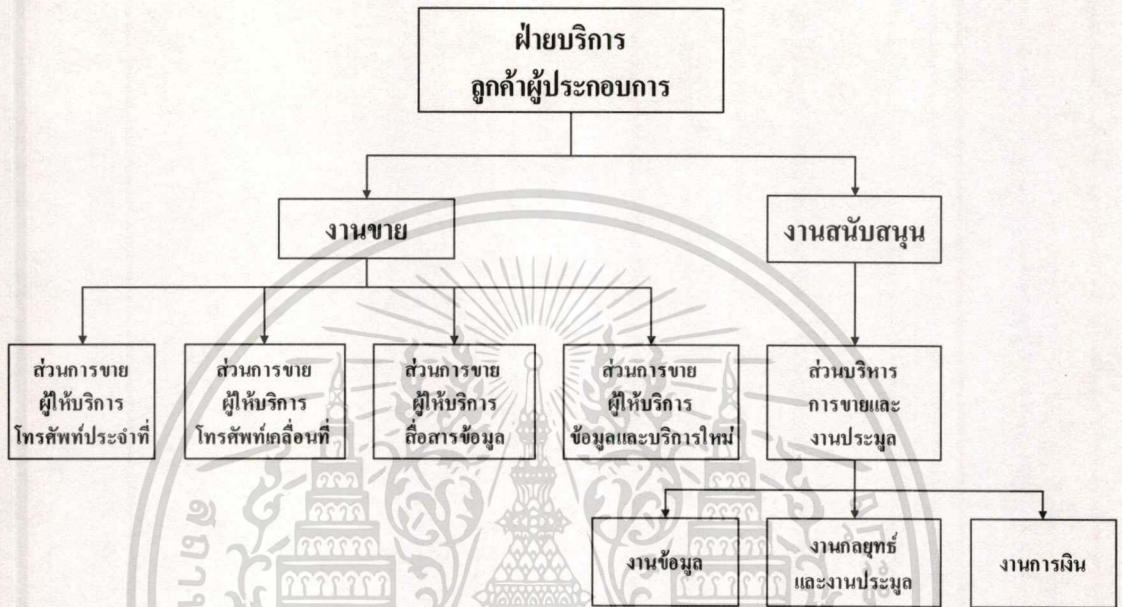 ฝ่ายบริการ
ลูกค้าผู้ประกอบการ
งานขาย
งานสนับสนุน
ส่วนการขาย
ผู้ให้บริการ
โทรศัพท์ประจำที่
ส่วนการขาย
ผู้ให้บริการ
โทรศัพท์เคลื่อนที่
ส่วนการขาย
ผู้ให้บริการ
สื่อสารข้อมูล
ส่วนการขาย
ผู้ให้บริการ
ข้อมูลและบริการใหม่
ส่วนบริหาร
การขายและ
งานประมูล
งานข้อมูล
งานกลยุทธ์
และงานประมูล
งานการเงิน